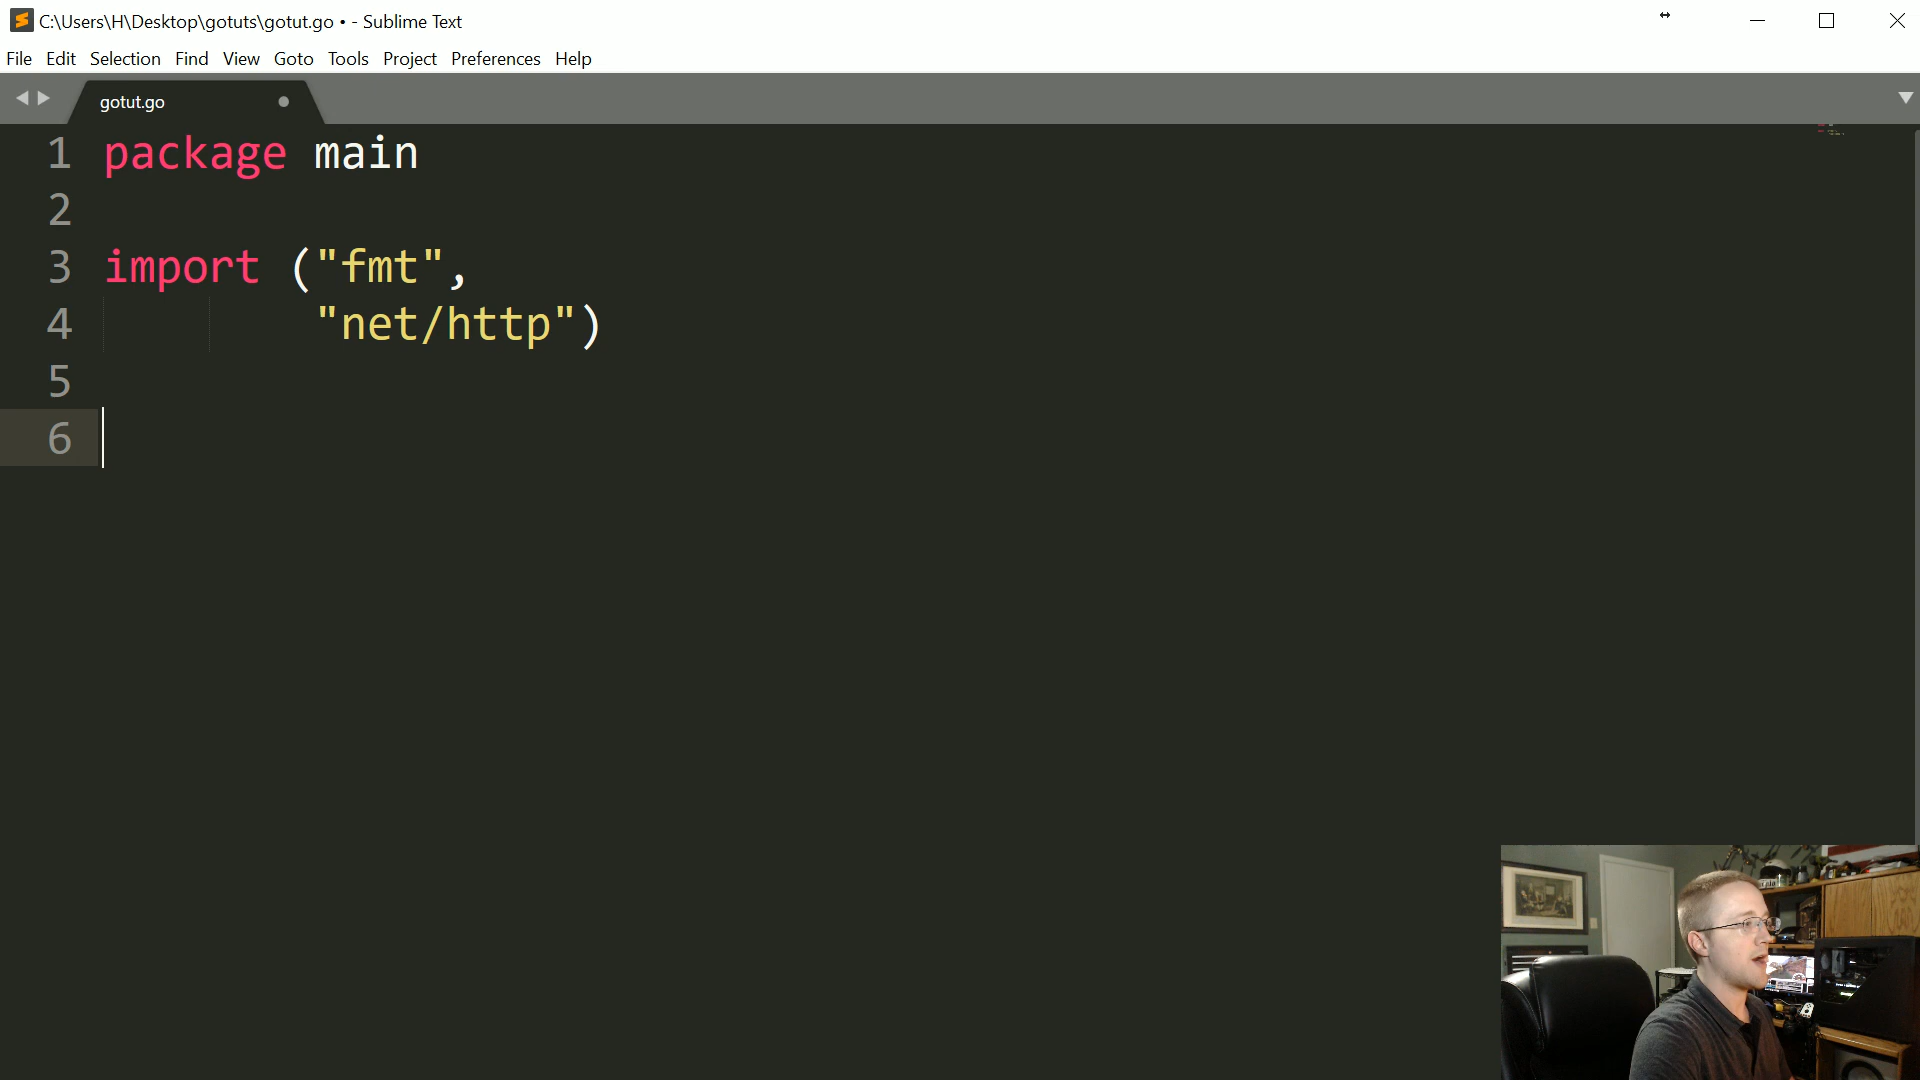 C:\Users\H\Desktop\gotuts\gotut.go • - Sublime Text
File Edit Selection Find View Goto Tools Project Preferences Help
gotut.go
1 package main
2
3 import ("fmt",
4 "net/http")
5
6